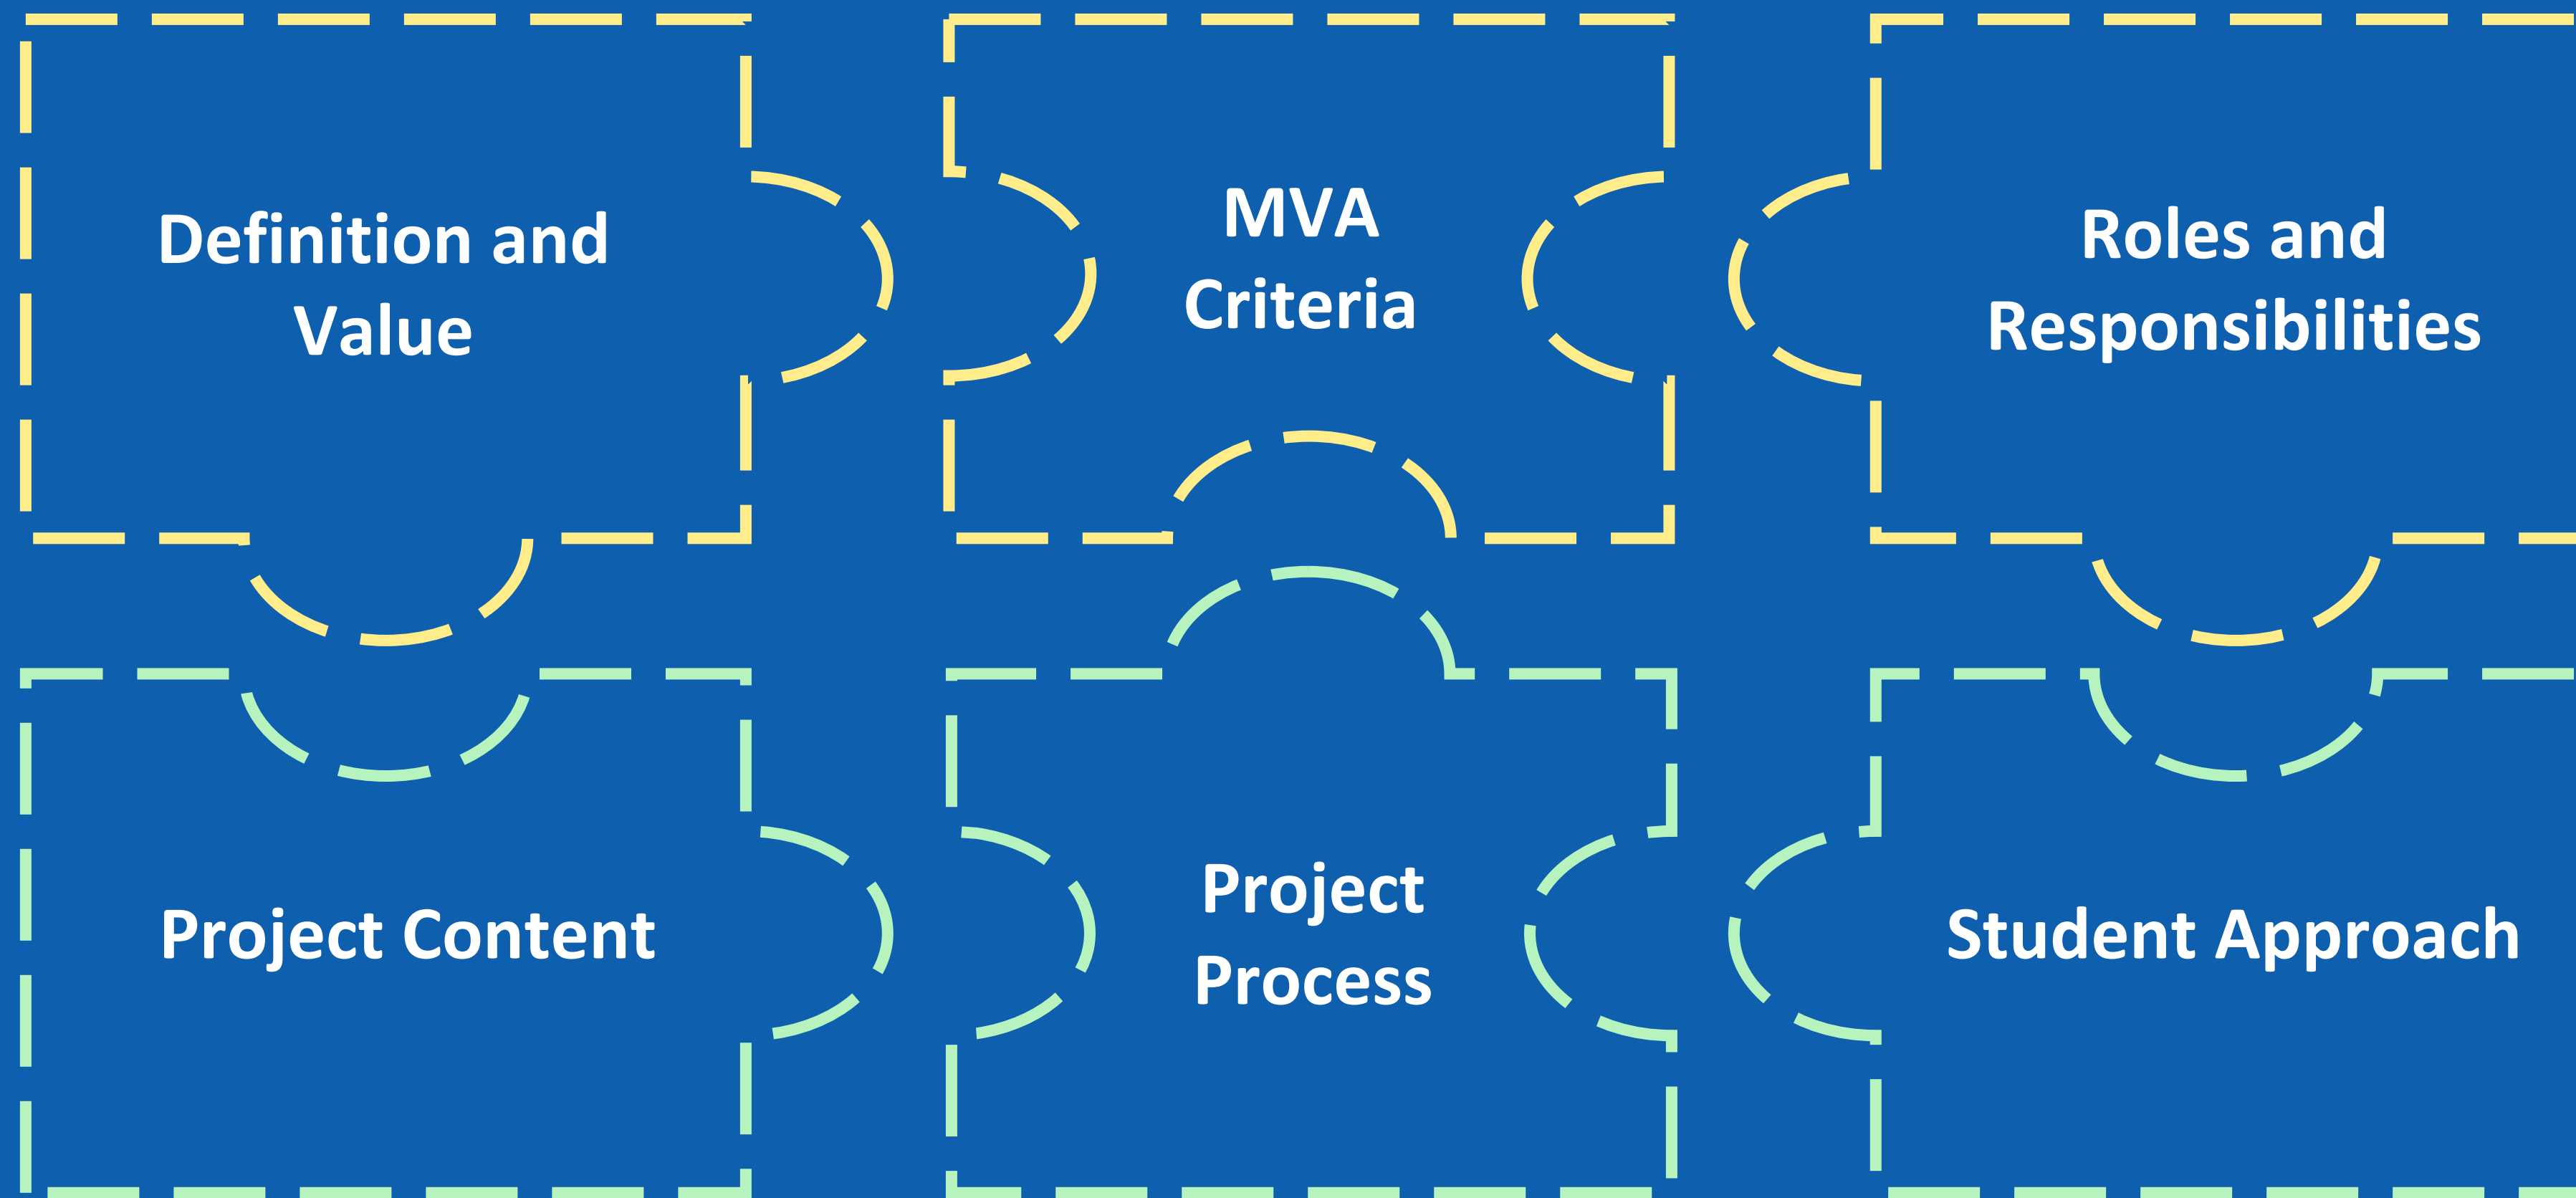 Definition and
Value
MVA
Criteria
Roles and
Responsibilities
Project Content
Project
Process
Student Approach